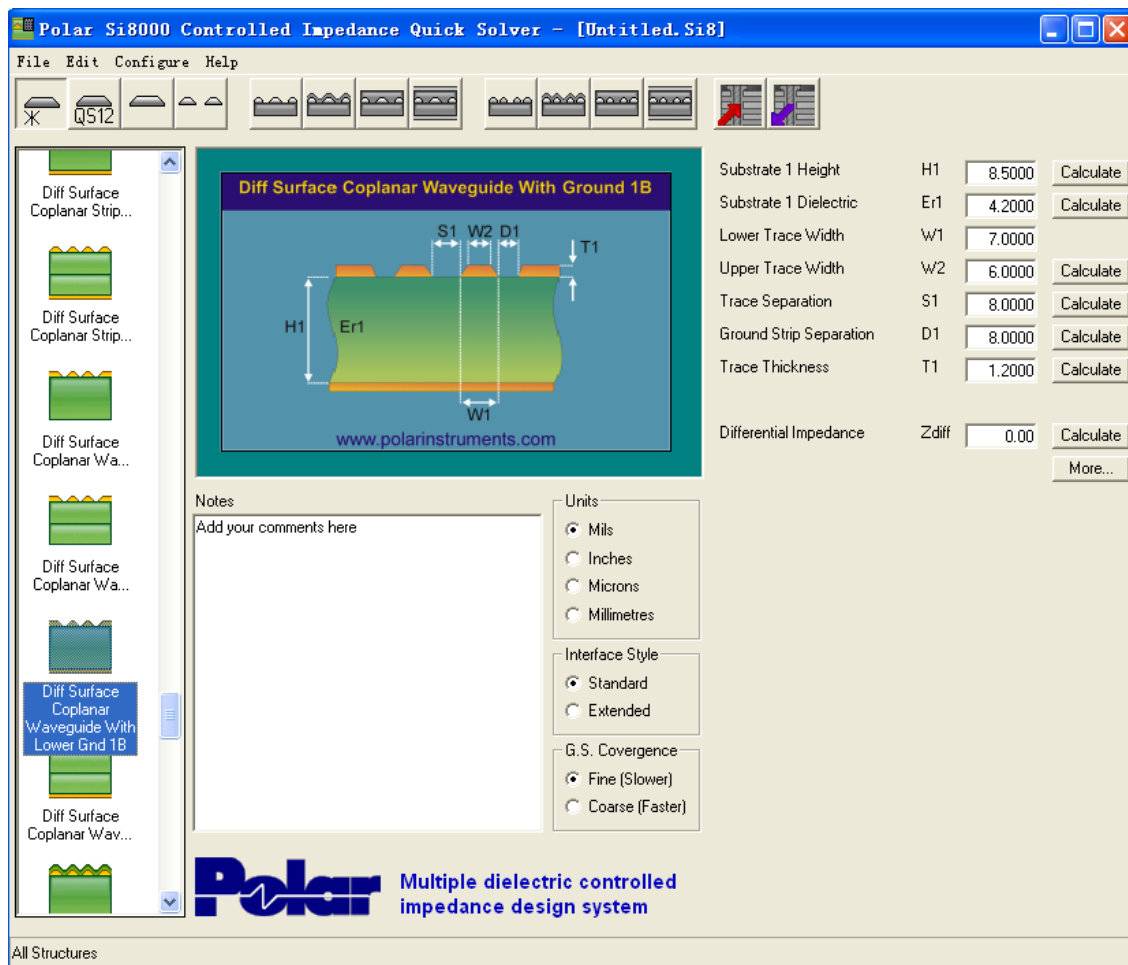 Polar Si8000 Controlled Impedance Quick Solver - [Untitled.Si8]
File Edit Configure Help
QS12
Diff Surface
Coplanar Strip...
Diff Surface
Coplanar Strip...
Diff Surface
Coplanar Wa...
Diff Surface
Coplanar Wa...
Diff Surface
Coplanar
Waveguide With
Lower Gnd 1B
Diff Surface
Coplanar Wav...
Diff Surface Coplanar Waveguide With Ground 1B
S1 W2 D1
T1
H1 Er1
W1
www.polarinstruments.com
Substrate 1 Height H1 8.5000 Calculate
Substrate 1 Dielectric Er1 4.2000 Calculate
Lower Trace Width W1 7.0000
Upper Trace Width W2 6.0000 Calculate
Trace Separation S1 8.0000 Calculate
Ground Strip Separation D1 8.0000 Calculate
Trace Thickness T1 1.2000 Calculate
Differential Impedance Zdiff 0.00 Calculate
More...
Notes
Add your comments here
Units
Mils
Inches
Microns
Millimetres
Interface Style
Standard
Extended
G.S. Covergence
Fine (Slower)
Coarse (Faster)
Polar
Multiple dielectric controlled
impedance design system
All Structures